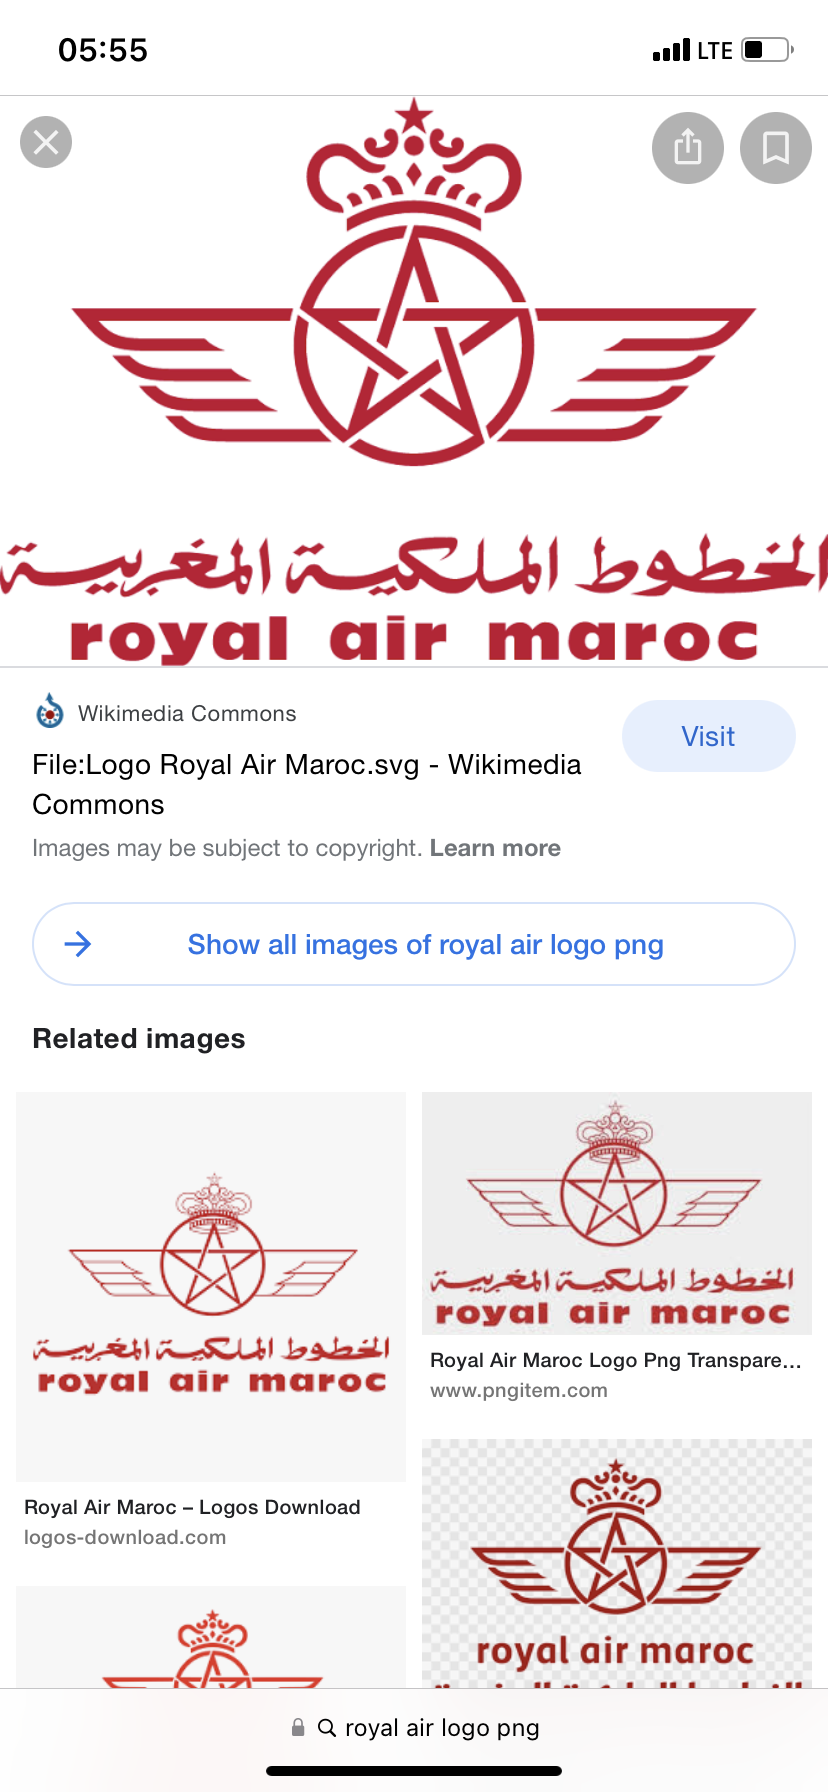 05:55
LTE
الخطوط الملكية المغربية
royal air maroc
Wikimedia Commons
Visit
File:Logo Royal Air Maroc.svg - Wikimedia
Commons
Images may be subject to copyright. Learn more
Show all images of royal air logo png
Related images
الخطوط الملكية المغربية
royal air maroc
Royal Air Maroc – Logos Download
logos-download.com
الخطوط الملكية المغربية
royal air maroc
Royal Air Maroc Logo Png Transpare...
www.pngitem.com
royal air maroc
royal air logo png